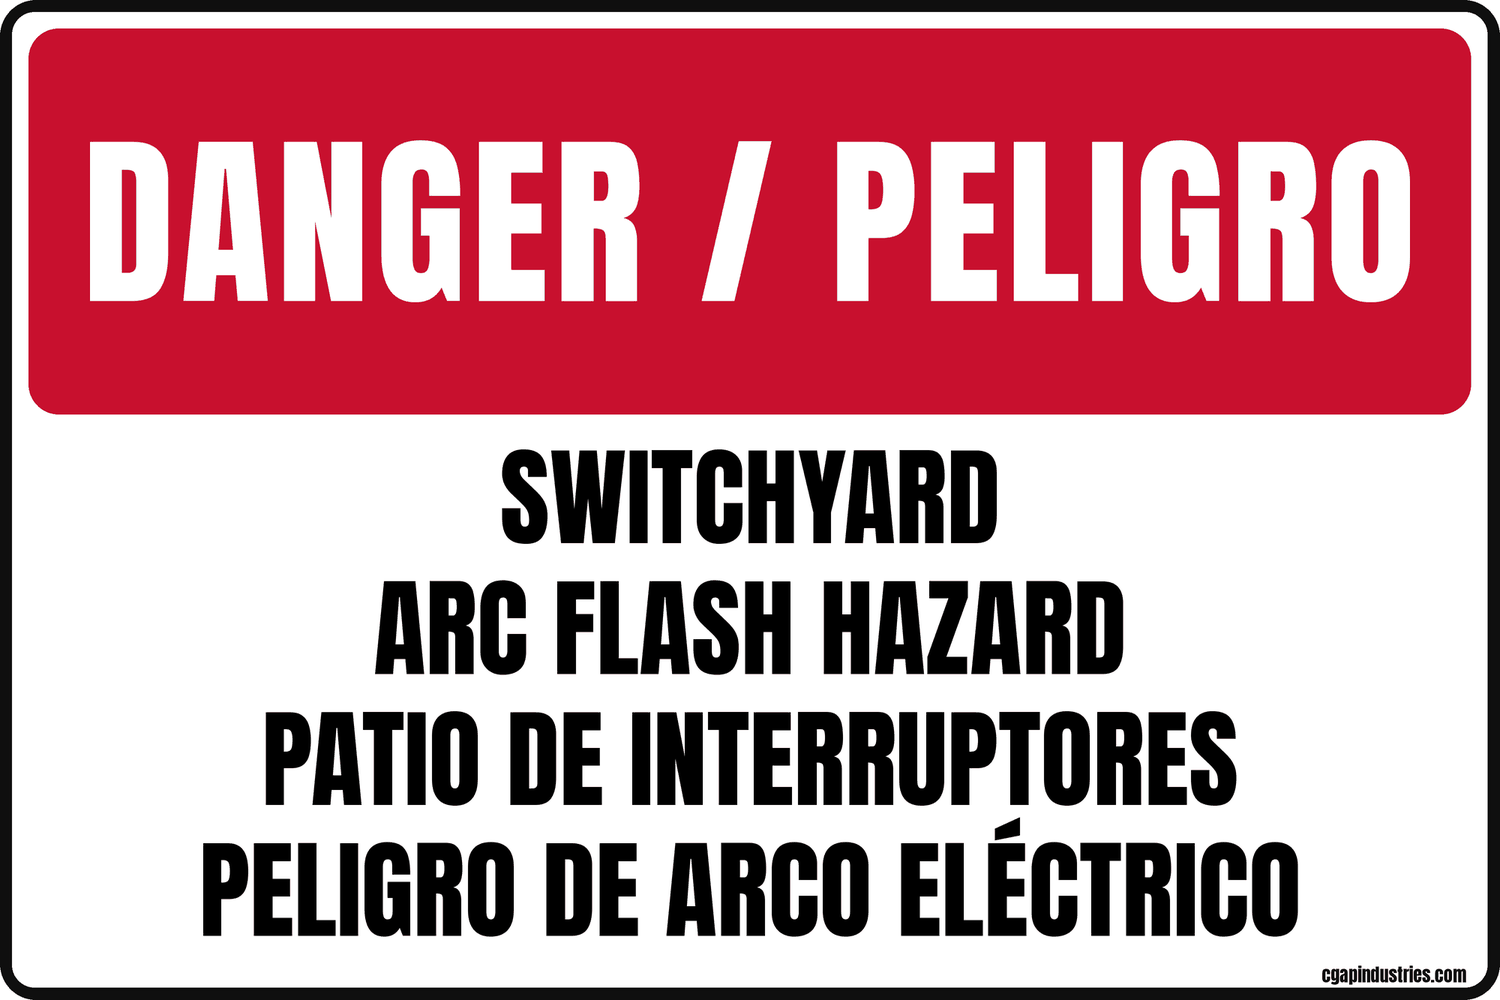 DANGER / PELIGRO
SWITCHYARD
ARC FLASH HAZARD
PATIO DE INTERRUPTORES
PELIGRO DE ARCO ELÉCTRICO
cgapindustries.com